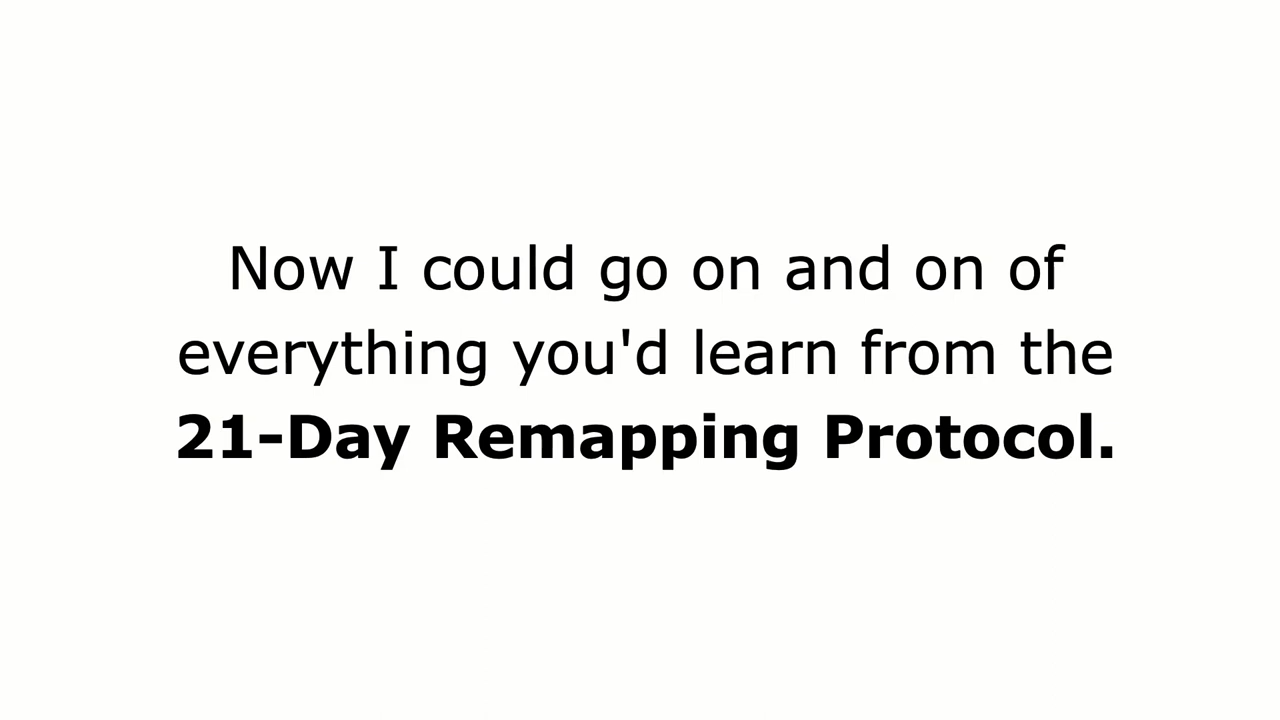 Now I could go on and on of
everything you'd learn from the
21-Day Remapping Protocol.